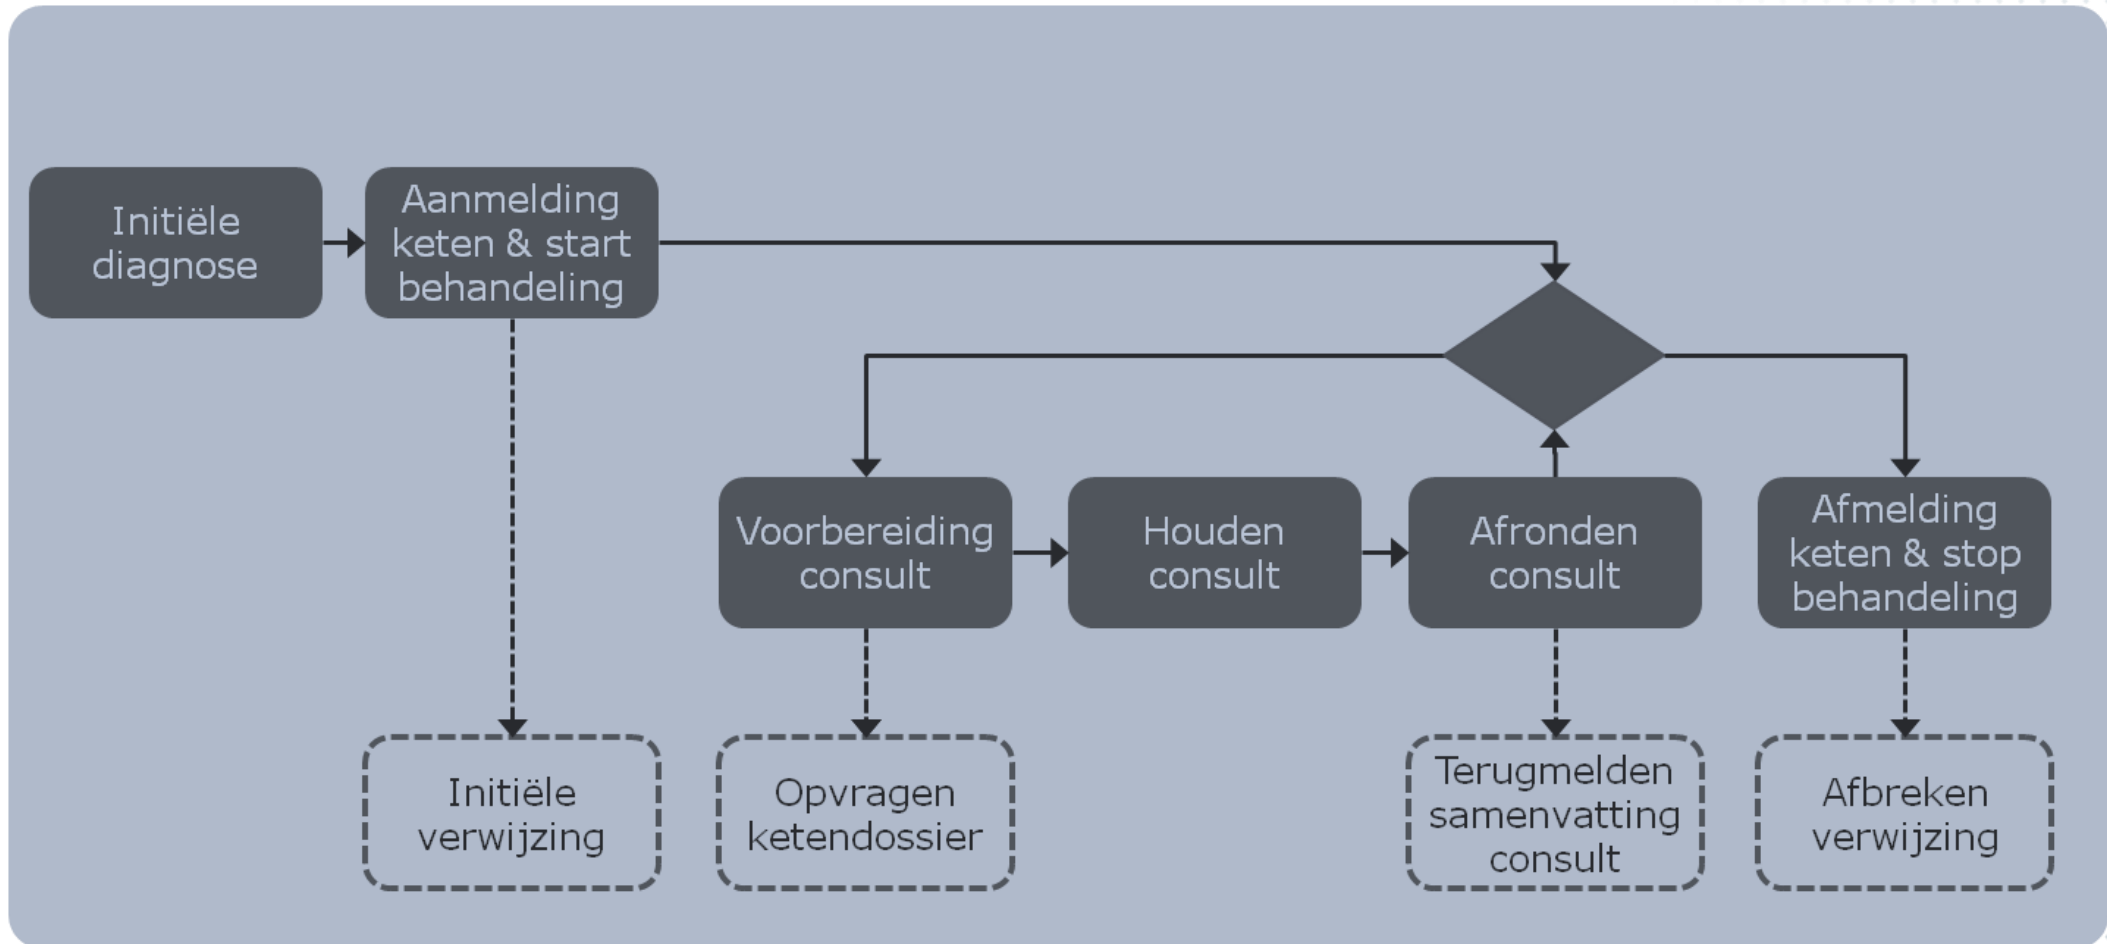 Initiële
diagnose
Aanmelding
keten & start
behandeling
Voorbereiding
consult
Houden
consult
Afronden
consult
Afmelding
keten & stop
behandeling
Initiële
verwijzing
Opvragen
ketendossier
Terugmelden
samenvatting
consult
Afbreken
verwijzing